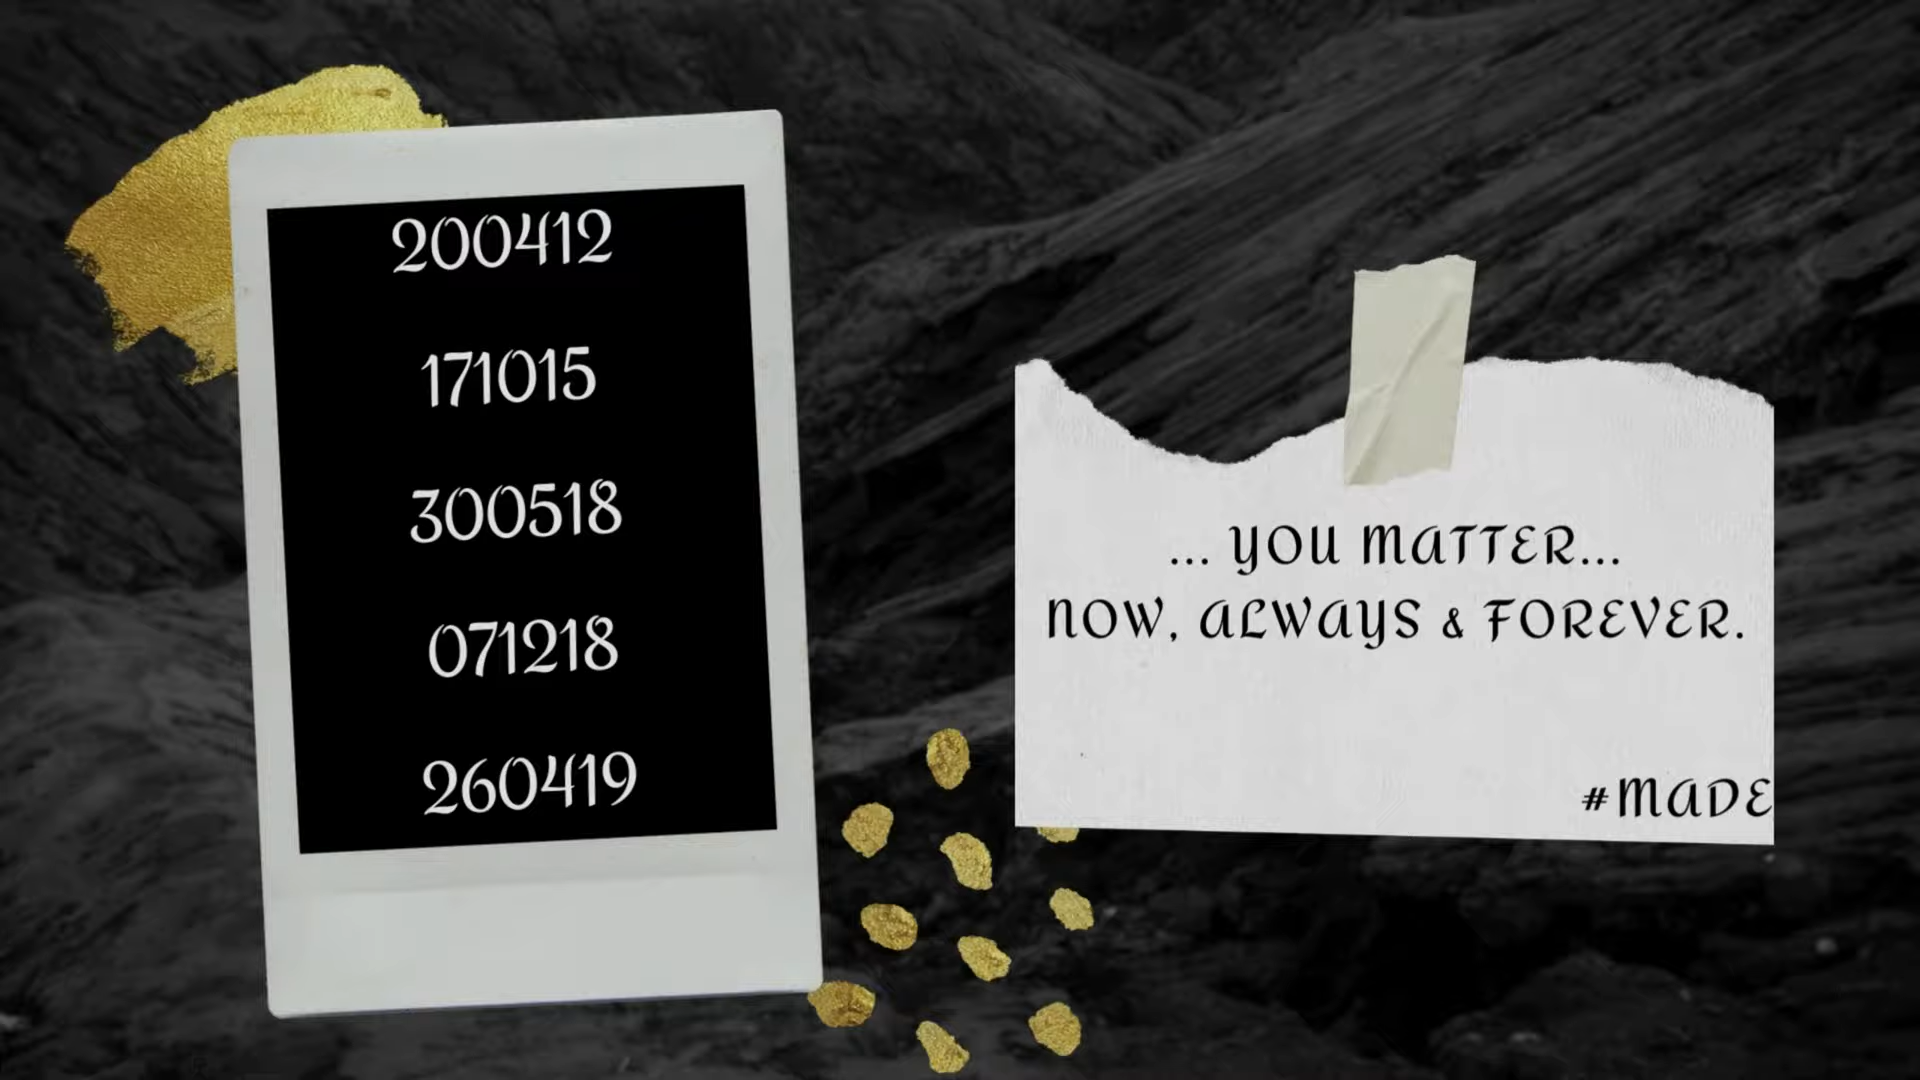 200412
171015
300518
071218
260419
... YOU MATTER...
NOW, ALWAYS & FOREVER.
#MADE